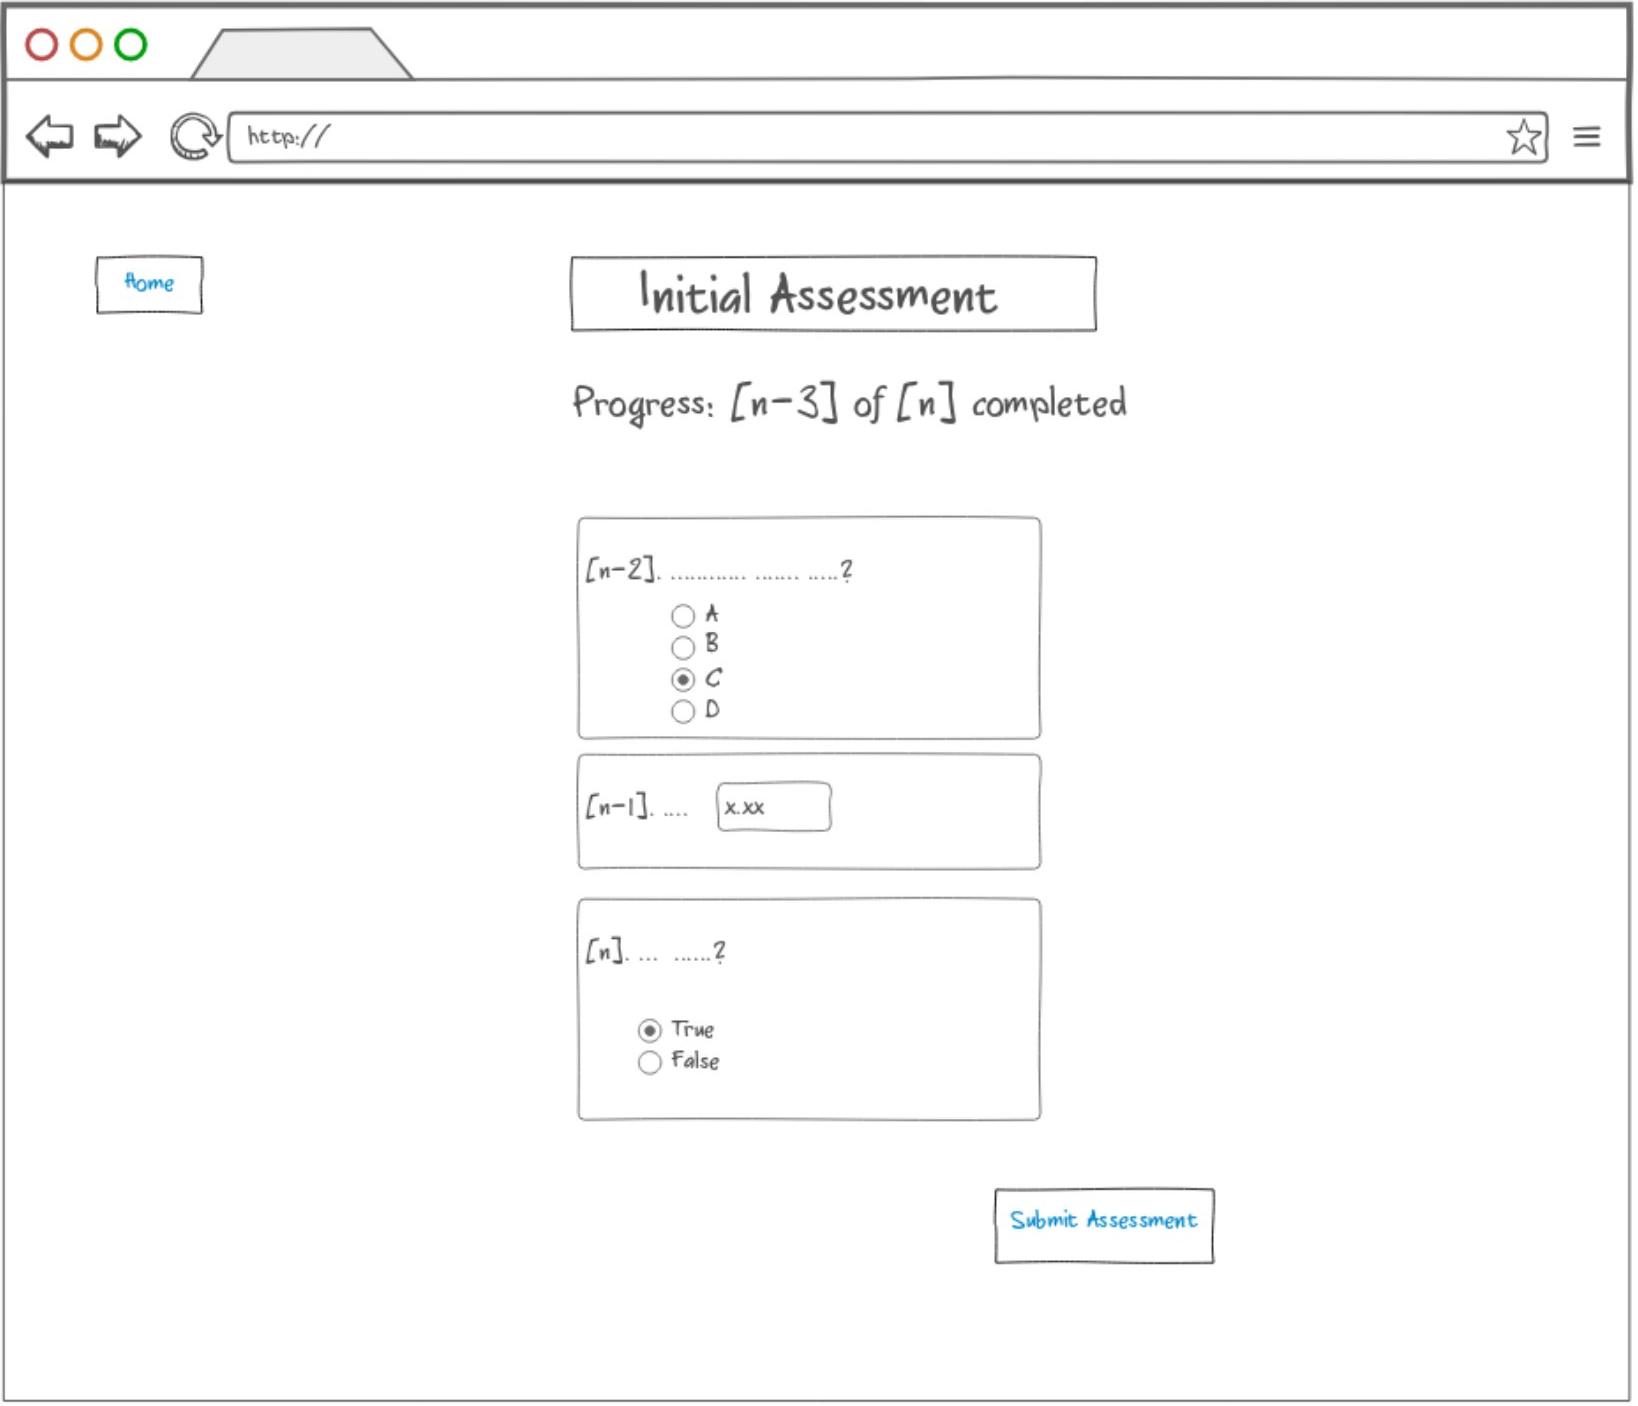 http://
Home
Initial Assessment
Progress: [n-3] of [n] completed
[n-2]. ............ ....... .....?
A
B
C
D
[n-1]. ....
x.xx
[n]. ... ......?
True
False
Submit Assessment